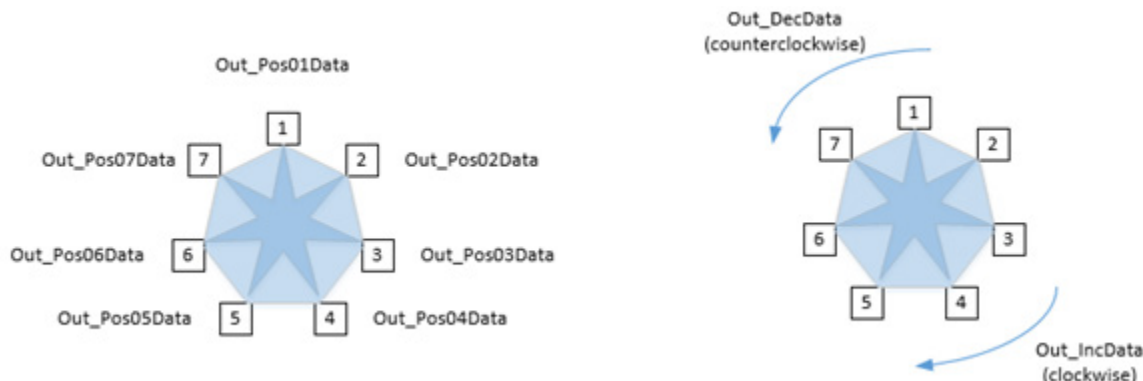 Out_Pos01Data
1
Out_Pos07Data
7
2
Out_Pos02Data
Out_Pos06Data
6
3
Out_Pos03Data
Out_Pos05Data
5
4
Out_Pos04Data
Out_DecData
(counterclockwise)
1
7
2
6
3
5
4
Out_IncData
(clockwise)